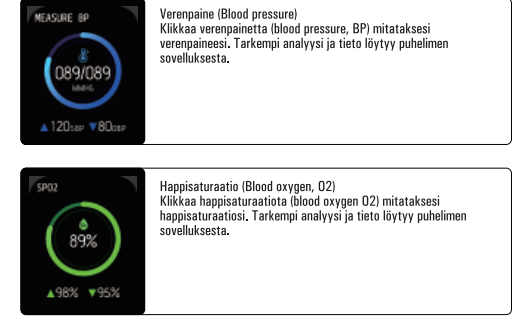 MEASURE BP
089/089
MMHG
▲120SBP ▼80DBP
Verenpaine (Blood pressure)
Klikkaa verenpainetta (blood pressure, BP) mitataksesi
verenpaineesi. Tarkempi analyysi ja tieto löytyy puhelimen
sovelluksesta.
SPO2
89%
▲98% ▼95%
Happisaturaatio (Blood oxygen, O2)
Klikkaa happisaturaatiota (blood oxygen O2) mitataksesi
happisaturaatiosi. Tarkempi analyysi ja tieto löytyy puhelimen
sovelluksesta.